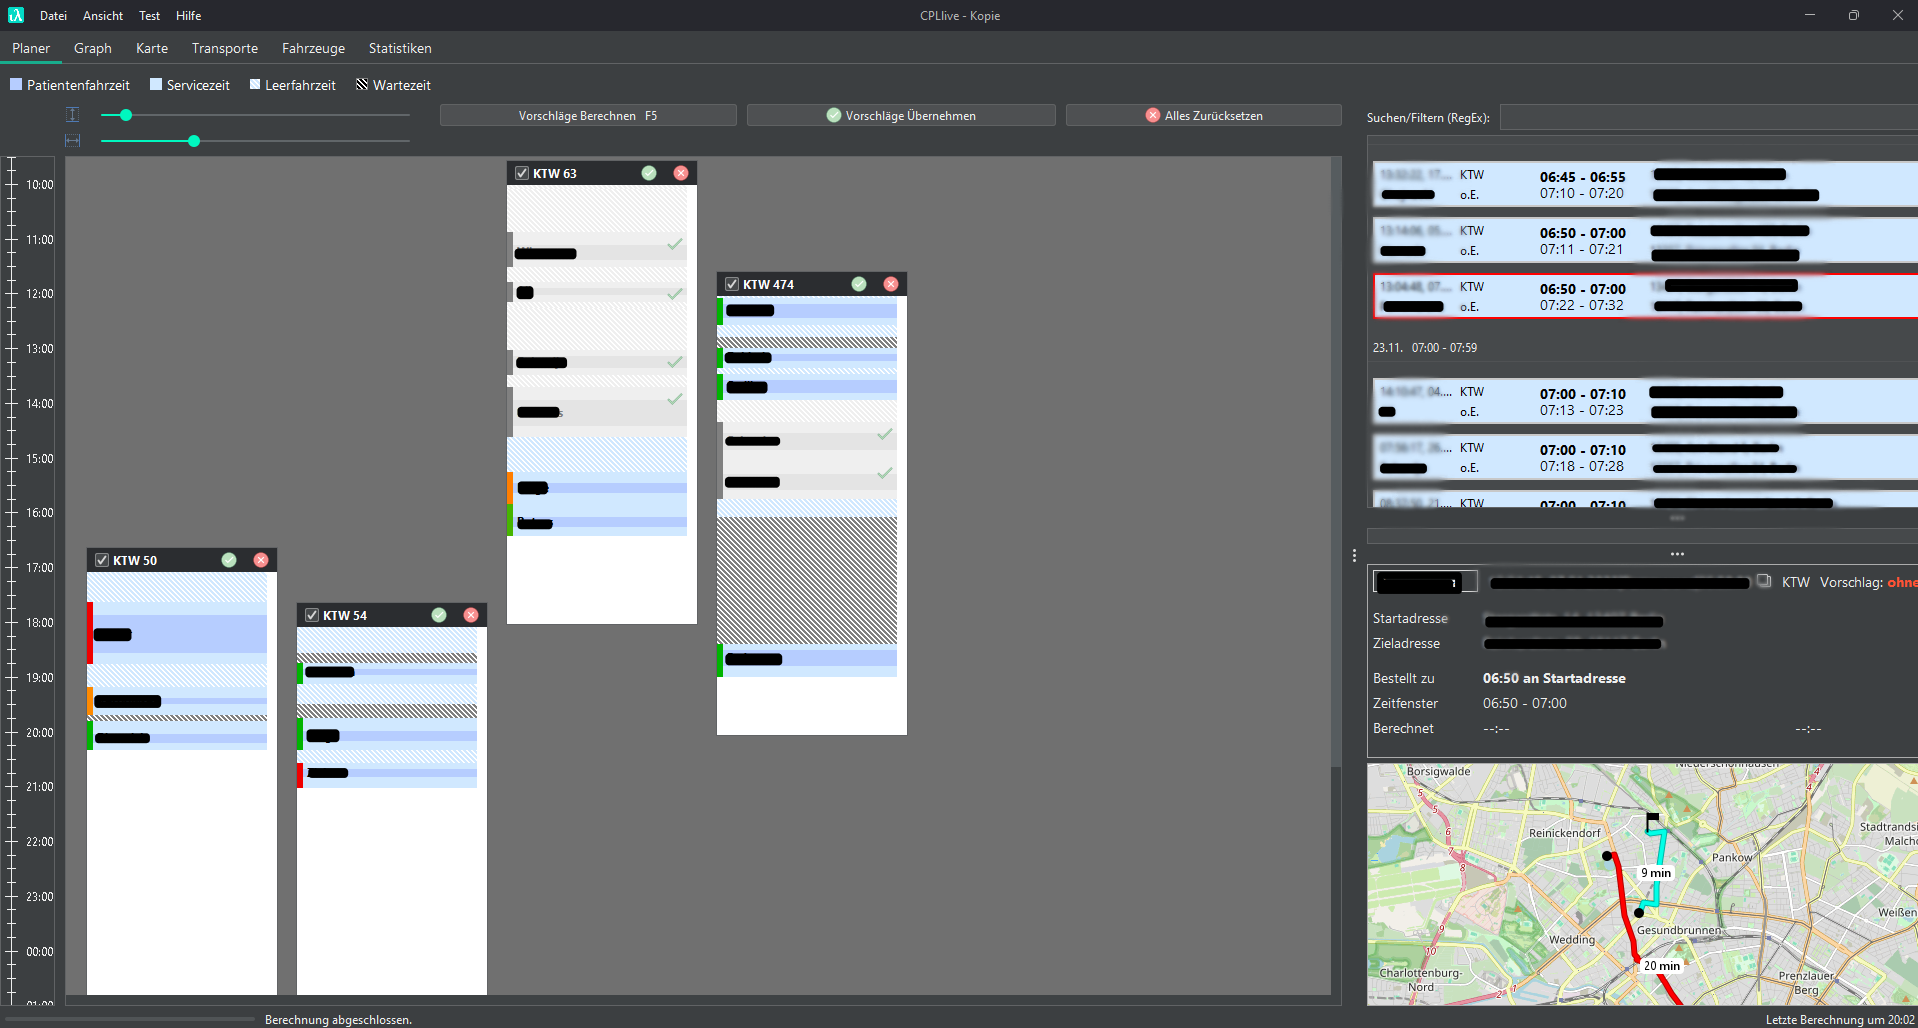 Datei Ansicht Test Hilfe
CPLlive - Kopie
Planer Graph Karte Transporte Fahrzeuge Statistiken
Patientenfahrzeit Servicezeit Leerfahrzeit Wartezeit
Vorschläge Berechnen F5
Vorschläge Übernehmen
Alles Zurücksetzen
Suchen/Filtern (RegEx):
10:00
11:00
12:00
13:00
14:00
15:00
16:00
17:00
18:00
19:00
20:00
21:00
22:00
23:00
00:00
01:00
KTW 63
KTW 474
KTW 50
KTW 54
KTW 06:45 - 06:55
o.E. 07:10 - 07:20
KTW 06:50 - 07:00
o.E. 07:11 - 07:21
KTW 06:50 - 07:00
o.E. 07:22 - 07:32
23.11. 07:00 - 07:59
KTW 07:00 - 07:10
o.E. 07:13 - 07:23
KTW 07:00 - 07:10
o.E. 07:18 - 07:28
KTW 07:00 - 07:10
KTW Vorschlag: ohne
Startadresse
Zieladresse
Bestellt zu 06:50 an Startadresse
Zeitfenster 06:50 - 07:00
Berechnet --:-- --:--
Borsigwalde
Niederschönhausen
Reinickendorf
Stadtrandsi
Malcho
Pankow
9 min
Weißen
Gesundbrunnen
Wedding
20 min
Charlottenburg-
Nord
Prenzlauer
Berg
Berechnung abgeschlossen.
Letzte Berechnung um 20:02